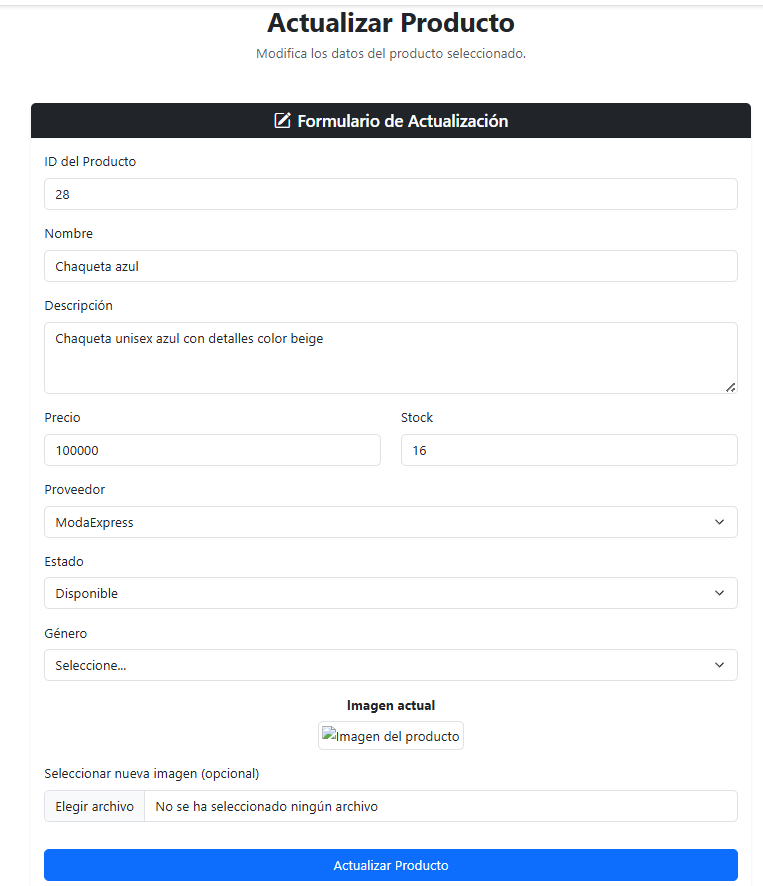 Actualizar Producto
Modifica los datos del producto seleccionado.
Formulario de Actualización
ID del Producto
28
Nombre
Chaqueta azul
Descripción
Chaqueta unisex azul con detalles color beige
Precio
Stock
100000
16
Proveedor
ModaExpress
Estado
Disponible
Género
Seleccione...
Imagen actual
Imagen del producto
Seleccionar nueva imagen (opcional)
Elegir archivo No se ha seleccionado ningún archivo
Actualizar Producto